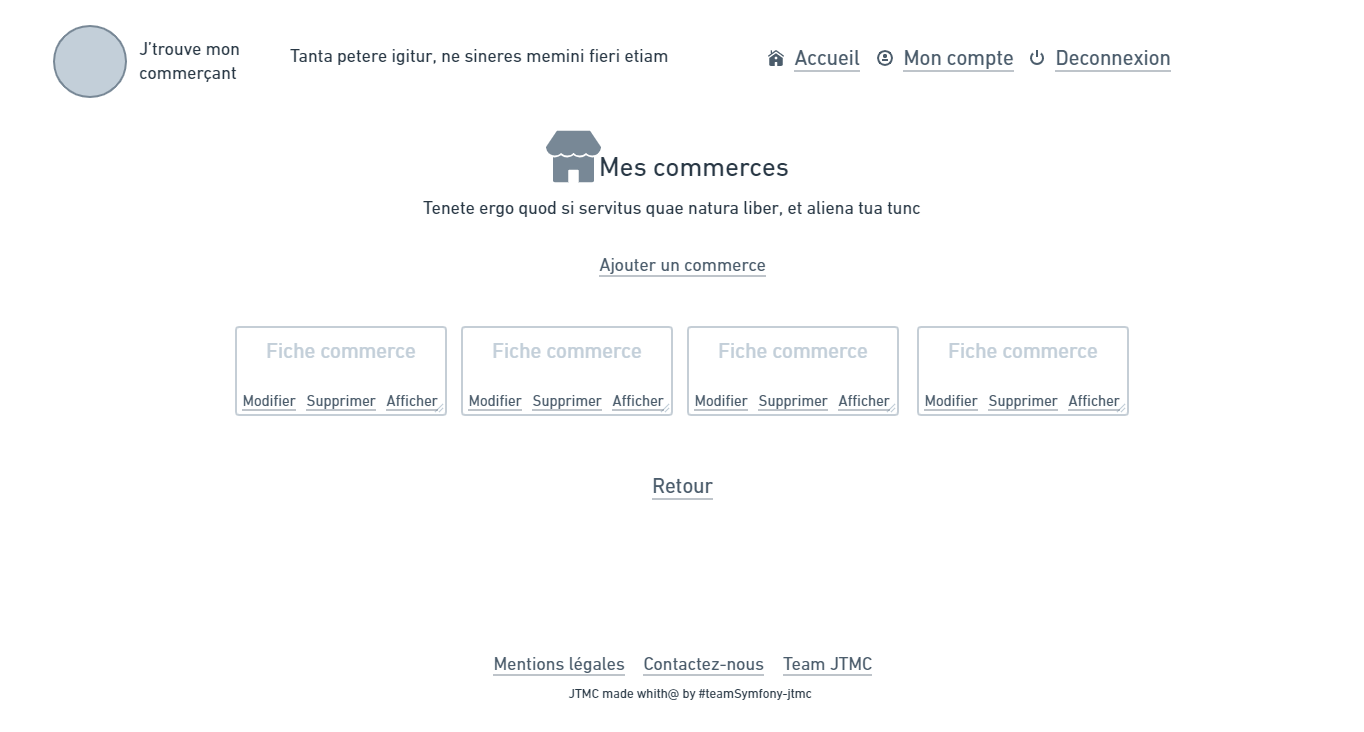 J'trouve mon
commerçant
Tanta petere igitur, ne sineres memini fieri etiam
Accueil Mon compte Deconnexion
Mes commerces
Tenete ergo quod si servitus quae natura liber, et aliena tua tunc
Ajouter un commerce
Fiche commerce Fiche commerce Fiche commerce Fiche commerce
Modifier Supprimer Afficher Modifier Supprimer Afficher Modifier Supprimer Afficher Modifier Supprimer Afficher
Retour
Mentions légales Contactez-nous Team JTMC
JTMC made whith@ by #teamSymfony-jtmc